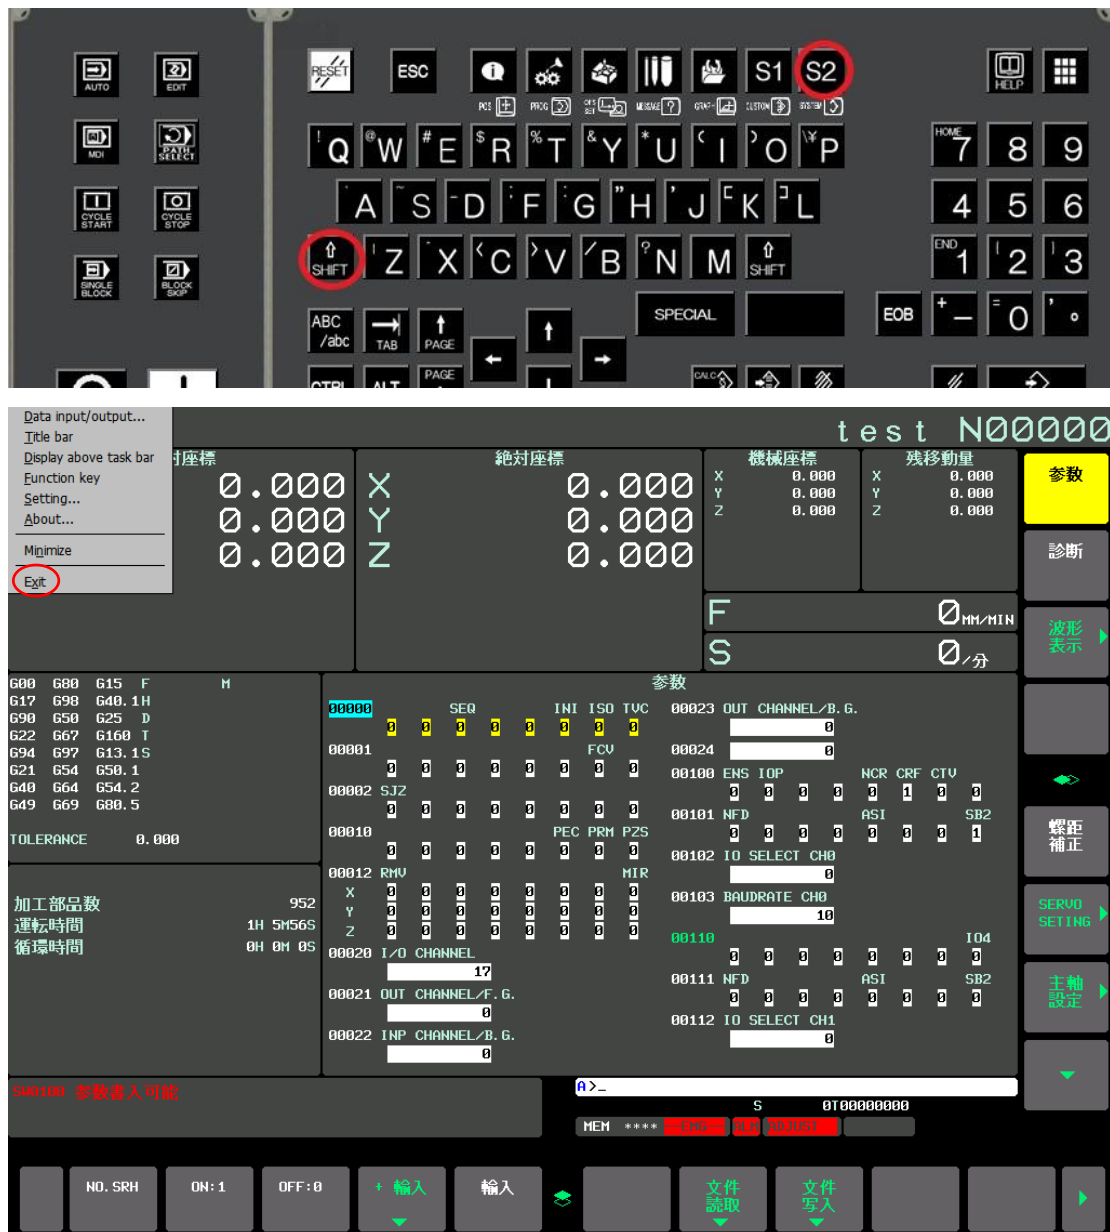 RESET
ESC
S1
S2
HELP
AUTO
EDIT
POS
PROG
OFS SET
MESSAGE
GRAPH
CUSTOM
SYSTEM
MDI
PATH SELECT
! Q @ W # E $ R % T & Y * U ( I ) O \¥ P
HOME 7 8 9
A ~ S - D ; F : G " H ' J [ K ] L
4 5 6
CYCLE START
CYCLE STOP
SHIFT Z X < C > V / B ? N M SHIFT
END 1 2 3
SINGLE BLOCK
BLOCK SKIP
ABC /abc
TAB
PAGE
SPECIAL
EOB
+ -
= 0
CTRL
ALT
PAGE
CALC
Data input/output...
Title bar
Display above task bar
Function key
Setting...
About...
Minimize
Exit
test N00000
对座標
絶対座標
機械座標
残移動量
0.000 X 0.000 X 0.000 X 0.000
0.000 Y 0.000 Y 0.000 Y 0.000
0.000 Z 0.000 Z 0.000 Z 0.000
F 0 MM/MIN
S 0 /分
参数
診断
波形
表示
螺距
補正
SERVO
SETING
主軸
設定
G00 G80 G15 F M
G17 G98 G40.1 H
G90 G50 G25 D
G22 G67 G160 T
G94 G97 G13.1 S
G21 G54 G50.1
G40 G64 G54.2
G49 G69 G80.5
TOLERANCE 0.000
加工部品数 952
運転時間 1H 5M56S
循環時間 0H 0M 0S
参数
00000 SEQ INI ISO TVC
0 0 0 0 0 0 0 0
00001 FCV
0 0 0 0 0 0 0 0
00002 SJZ
0 0 0 0 0 0 0 0
00010 PEC PRM PZS
0 0 0 0 0 0 0 0
00012 RMV MIR
X 0 0 0 0 0 0 0 0
Y 0 0 0 0 0 0 0 0
Z 0 0 0 0 0 0 0 0
00020 I/O CHANNEL
17
00021 OUT CHANNEL/F.G.
0
00022 INP CHANNEL/B.G.
0
00023 OUT CHANNEL/B.G.
0
00024 0
00100 ENS IOP NCR CRF CTV
0 0 0 0 0 1 0 0
00101 NFD ASI SB2
0 0 0 0 0 0 0 1
00102 IO SELECT CH0
0
00103 BAUDRATE CH0
10
00110 IO4
0 0 0 0 0 0 0 0
00111 NFD ASI SB2
0 0 0 0 0 0 0 0
00112 IO SELECT CH1
0
SW0100 参数書入可能
A>_
S 0T00000000
MEM **** --EMG-- ALM ADJUST
NO.SRH
ON:1
OFF:0
+ 輸入
輸入
文件
読取
文件
写入